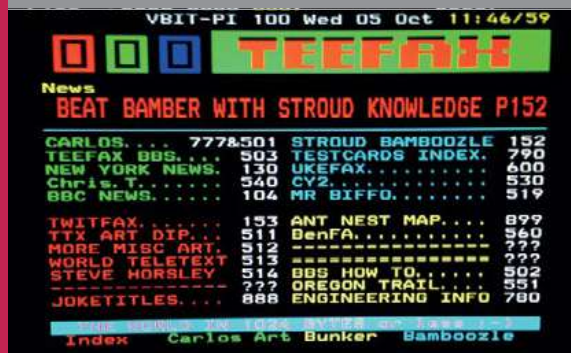 VBIT-PI 100 Wed 05 Oct 11:46/59
TEEFAX
News
BEAT BAMBER WITH STROUD KNOWLEDGE P152
CARLOS.... 777&501 STROUD BAMBOOZLE 152
TEEFAX BBS.... 503 TESTCARDS INDEX. 790
NEW YORK NEWS. 130 UKEFAX.......... 600
Chris.T....... 540 CY2............. 530
BBC NEWS...... 104 MR BIFFO........ 519
TWITFAX....... 153 ANT NEST MAP.... 899
TTX ART DIP... 511 BenFA........... 560
MORE MISC ART. 512 ---------------- ???
WORLD TELETEXT 513 ================ ???
STEVE HORSLEY 514 BBS HOW TO...... 502
-------------- ??? OREGON TRAIL.... 551
JOKETITLES.... 888 ENGINEERING INFO 780
THE WORLD IN 1024 BYTES or less :-)
Index Carlos Art Bunker Bamboozle